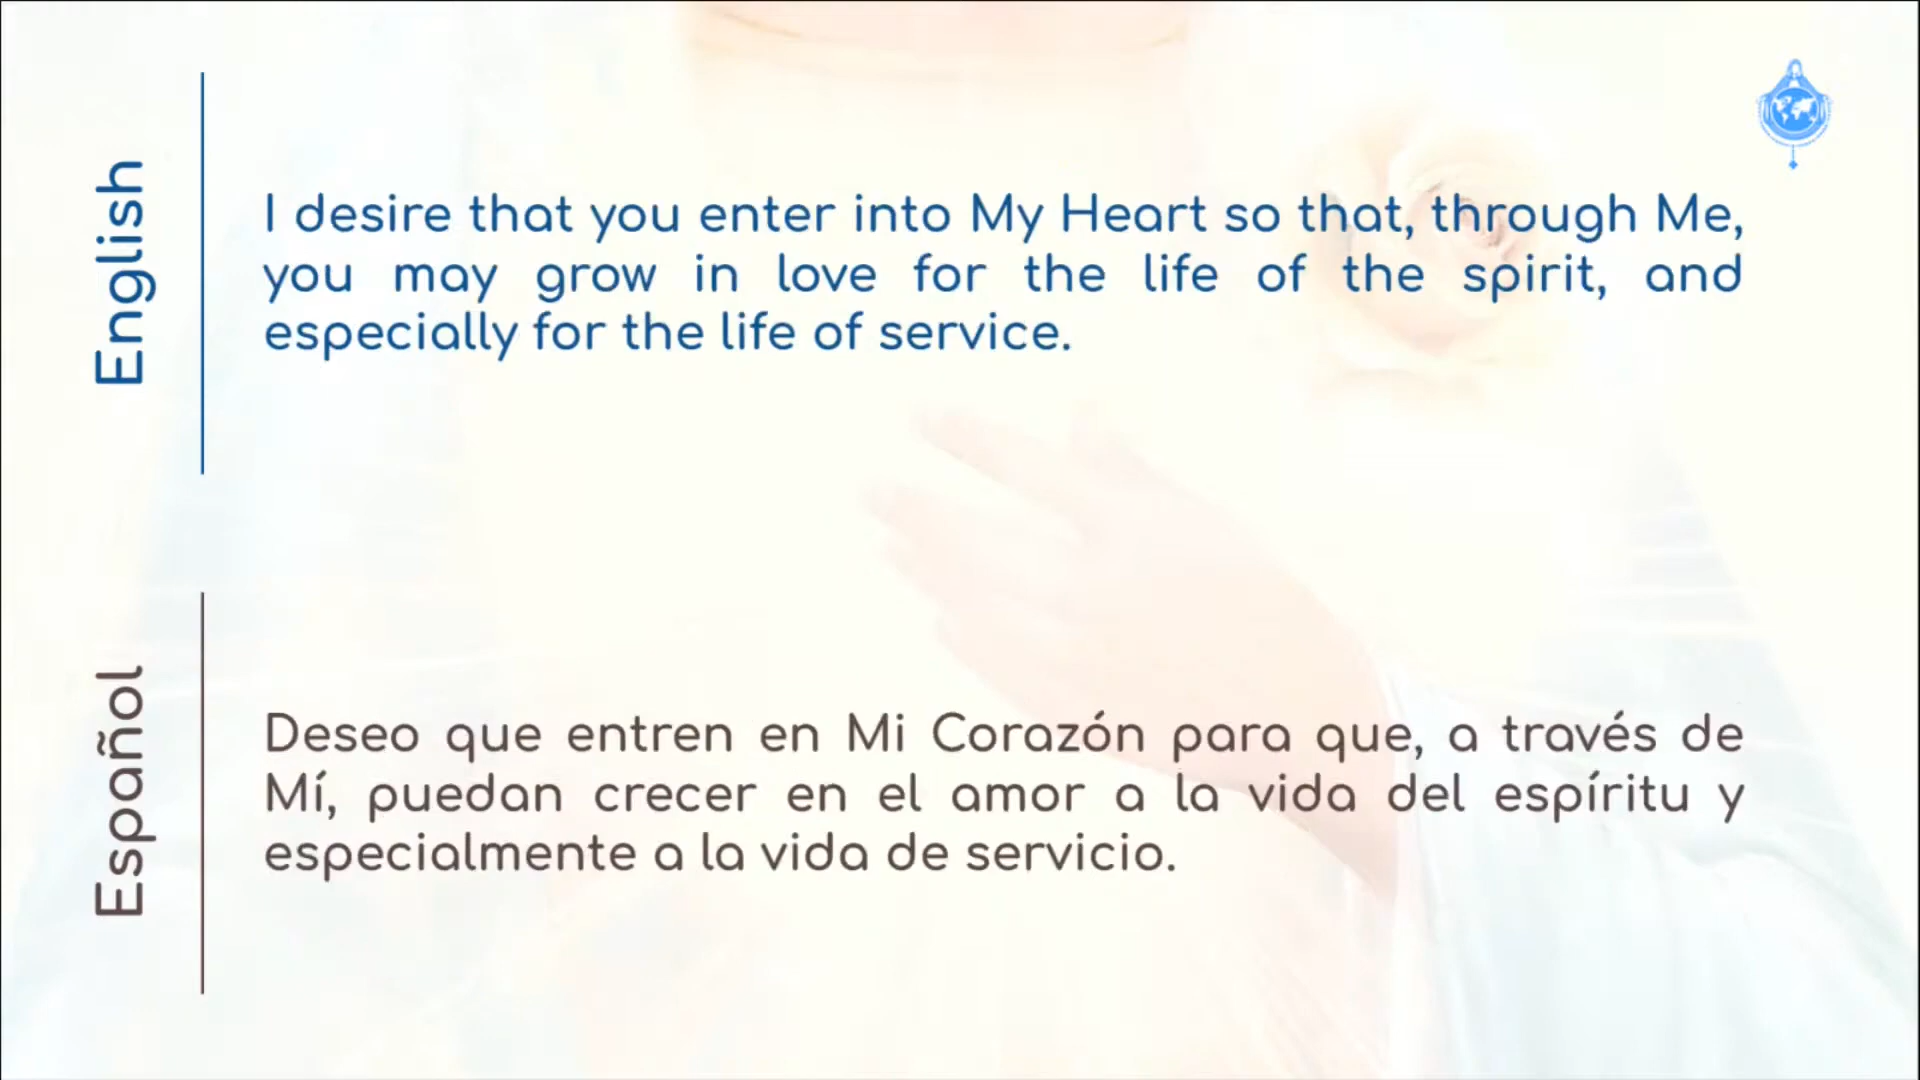 English
I desire that you enter into My Heart so that, through Me,
you may grow in love for the life of the spirit, and
especially for the life of service.
Español
Deseo que entren en Mi Corazón para que, a través de
Mí, puedan crecer en el amor a la vida del espíritu y
especialmente a la vida de servicio.